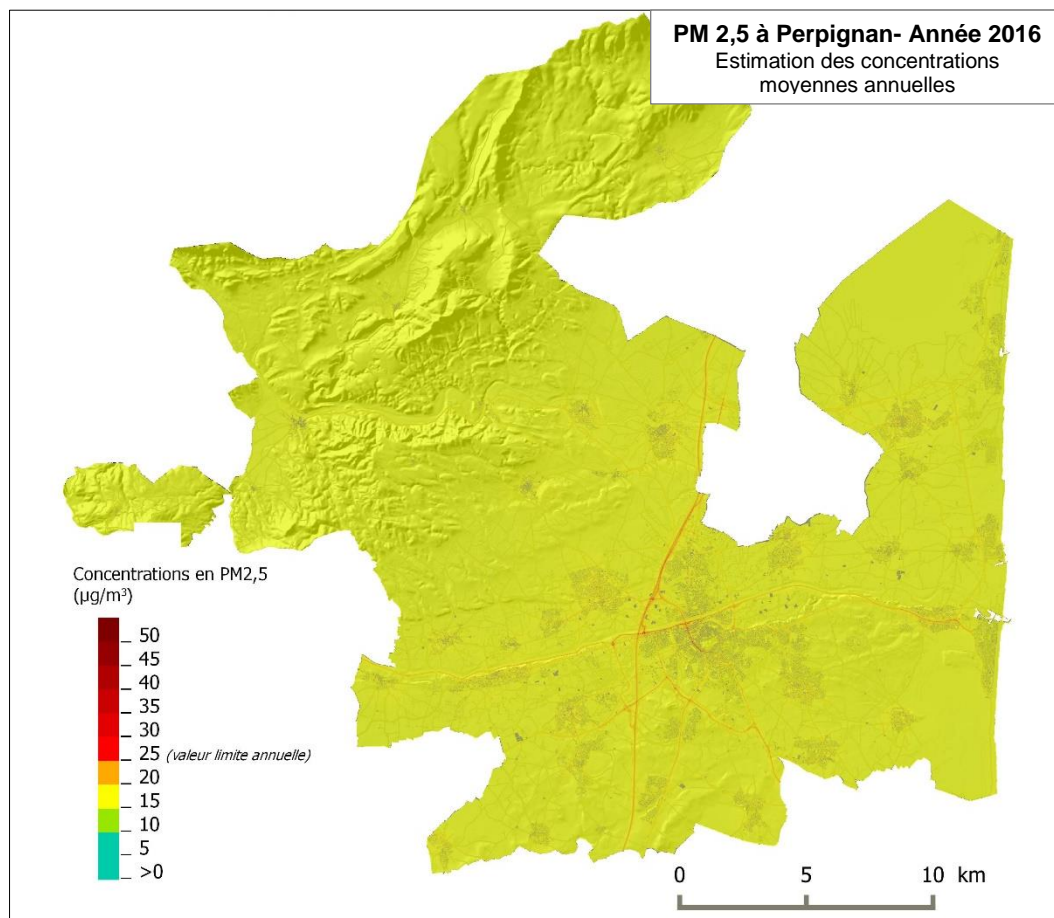 PM 2,5 à Perpignan- Année 2016
Estimation des concentrations
moyennes annuelles
Concentrations en PM2,5
(µg/m³)
_ 50
_ 45
_ 40
_ 35
_ 30
_ 25 (valeur limite annuelle)
_ 20
_ 15
_ 10
_ 5
_ >0
0 5 10 km